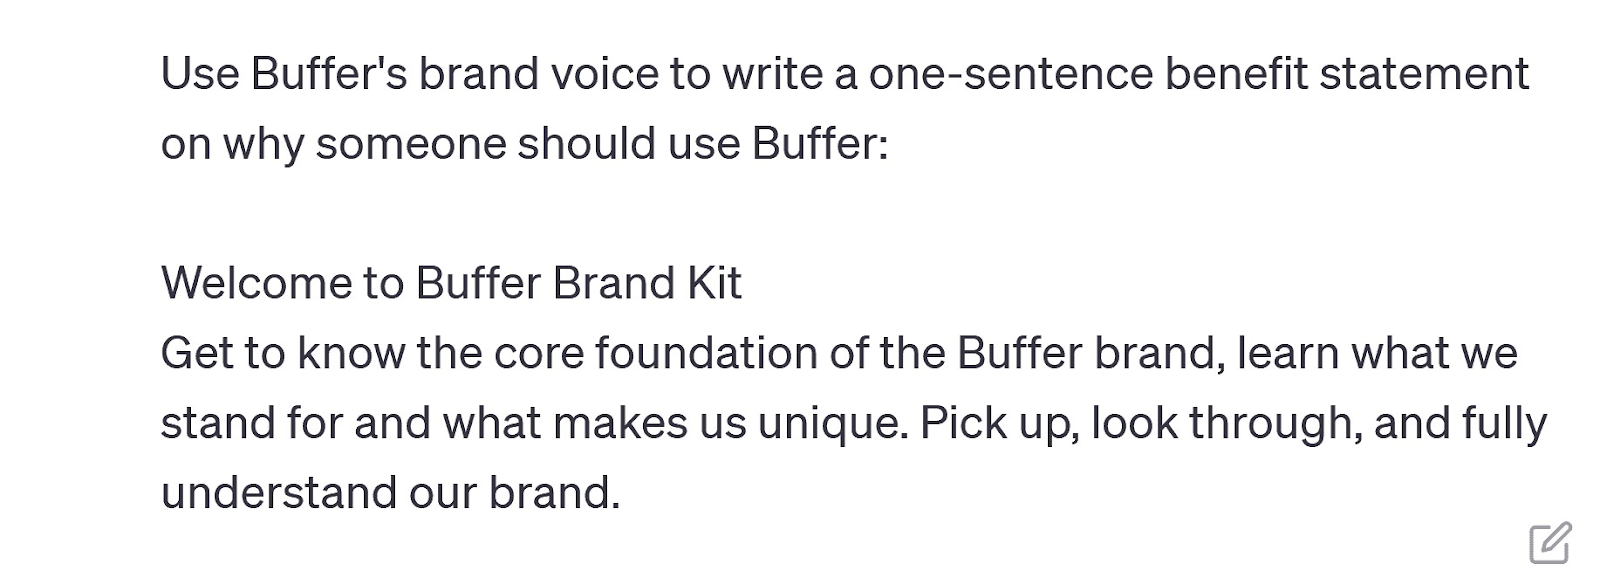 Use Buffer's brand voice to write a one-sentence benefit statement
on why someone should use Buffer:
Welcome to Buffer Brand Kit
Get to know the core foundation of the Buffer brand, learn what we
stand for and what makes us unique. Pick up, look through, and fully
understand our brand.